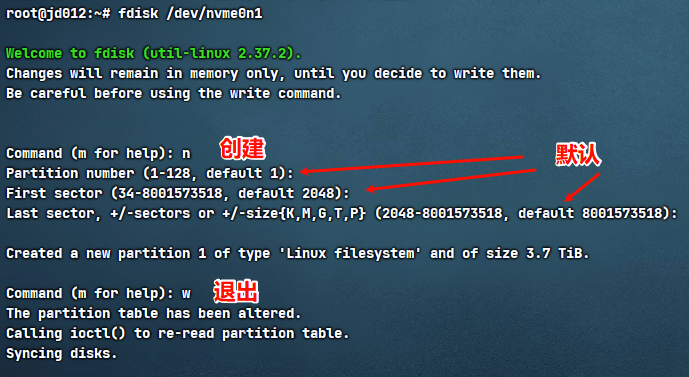 root@jd012:~# fdisk /dev/nvme0n1
Welcome to fdisk (util-linux 2.37.2).
Changes will remain in memory only, until you decide to write them.
Be careful before using the write command.
Command (m for help): n 创建
Partition number (1-128, default 1): 默认
First sector (34-8001573518, default 2048):
Last sector, +/-sectors or +/-size{K,M,G,T,P} (2048-8001573518, default 8001573518):
Created a new partition 1 of type 'Linux filesystem' and of size 3.7 TiB.
Command (m for help): w 退出
The partition table has been altered.
Calling ioctl() to re-read partition table.
Syncing disks.